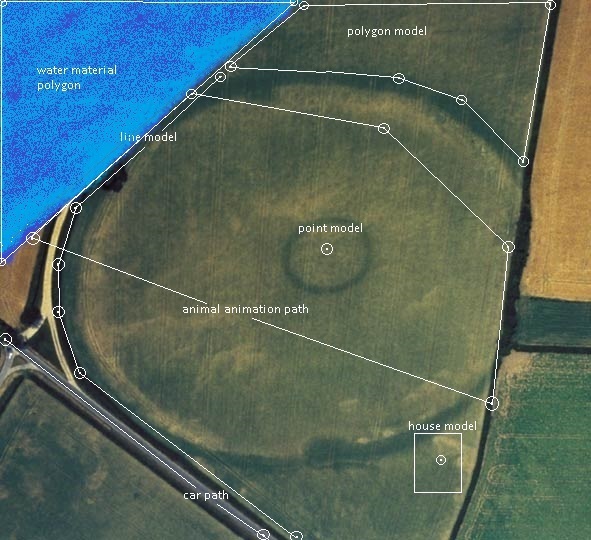 polygon model
water material
polygon
line model
point model
animal animation path
house model
car path